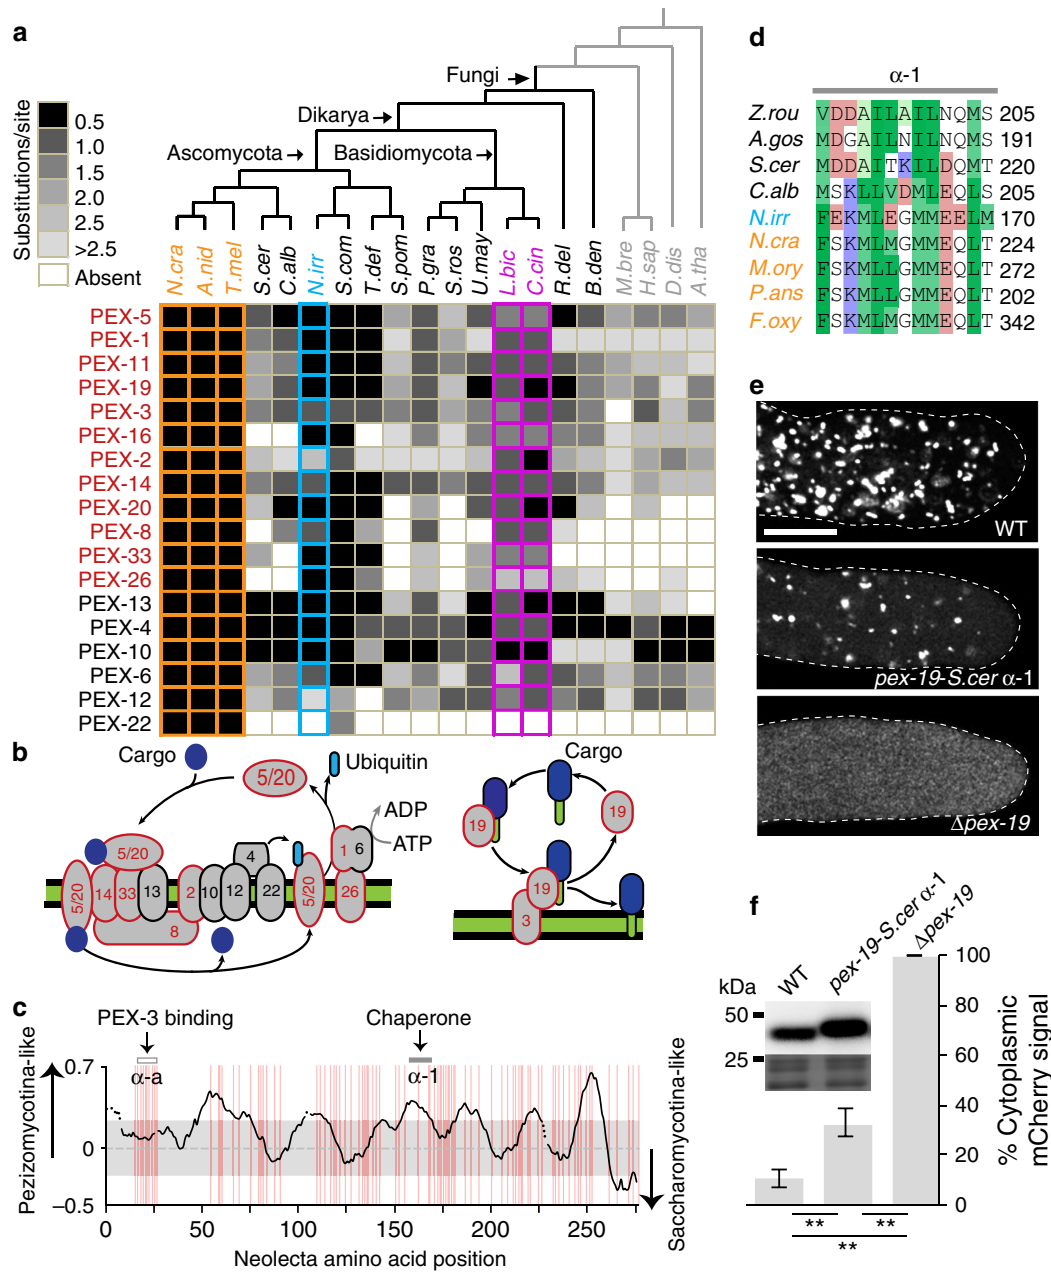 a
Substitutions/site
0.5
1.0
1.5
2.0
2.5
>2.5
Absent
Fungi
Dikarya
Ascomycota
Basidiomycota
N.cra
A.nid
T.mel
S.cer
C.alb
N.irr
S.com
T.def
S.pom
P.gra
S.ros
U.may
L.bic
C.cin
R.del
B.den
M.bre
H.sap
D.dis
A.tha
PEX-5
PEX-1
PEX-11
PEX-19
PEX-3
PEX-16
PEX-2
PEX-14
PEX-20
PEX-8
PEX-33
PEX-26
PEX-13
PEX-4
PEX-10
PEX-6
PEX-12
PEX-22
b
Cargo
5/20
Ubiquitin
ADP
ATP
5/20
5/20
14
33
13
8
2
10
12
4
22
5/20
1
6
26
Cargo
19
19
19
3
c
PEX-3 binding
Chaperone
α-a
α-1
Pezizomycotina-like
Saccharomycotina-like
0.7
0
–0.5
0
50
100
150
200
250
Neolecta amino acid position
d
α-1
Z.rou VDDAILAILNQMS 205
A.gos MDGAILNILNQMS 191
S.cer MDDAITKILDQMT 220
C.alb MSKLLVDMLEQLS 205
N.irr FEKMLEGMMEELM 170
N.cra FSKMLEGMMEQLT 224
M.ory FSKMLLGMMEQLT 272
P.ans FSKMLLGMMEQLT 202
F.oxy FSKMLMGMMEQLT 342
e
WT
pex-19-S.cer α-1
Δpex-19
f
WT
pex-19-S.cer α-1
Δpex-19
kDa
50
25
100
80
60
40
20
0
% Cytoplasmic
mCherry signal
**
**
**